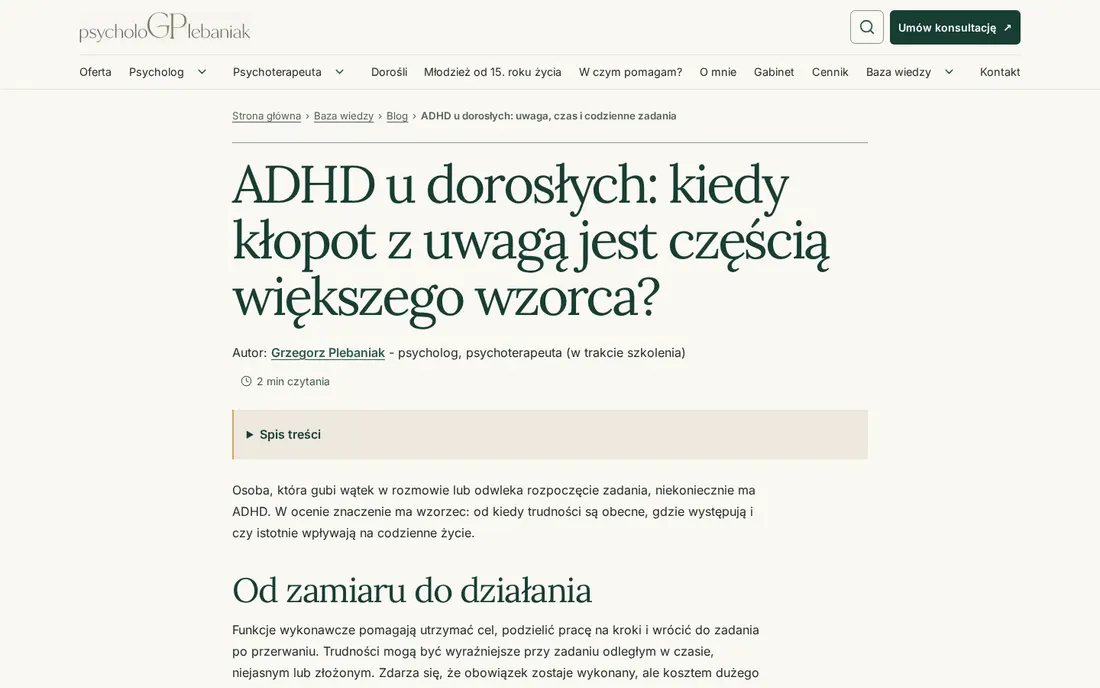 psycholoGPlebaniak
Umów konsultację ↗
Oferta Psycholog Psychoterapeuta Dorośli Młodzież od 15. roku życia W czym pomagam? O mnie Gabinet Cennik Baza wiedzy Kontakt
Strona główna › Baza wiedzy › Blog › ADHD u dorosłych: uwaga, czas i codzienne zadania
ADHD u dorosłych: kiedy
kłopot z uwagą jest częścią
większego wzorca?
Autor: Grzegorz Plebaniak - psycholog, psychoterapeuta (w trakcie szkolenia)
2 min czytania
Spis treści
Osoba, która gubi wątek w rozmowie lub odwleka rozpoczęcie zadania, niekoniecznie ma
ADHD. W ocenie znaczenie ma wzorzec: od kiedy trudności są obecne, gdzie występują i
czy istotnie wpływają na codzienne życie.
Od zamiaru do działania
Funkcje wykonawcze pomagają utrzymać cel, podzielić pracę na kroki i wrócić do zadania
po przerwaniu. Trudności mogą być wyraźniejsze przy zadaniu odległym w czasie,
niejasnym lub złożonym. Zdarza się, że obowiązek zostaje wykonany, ale kosztem dużego